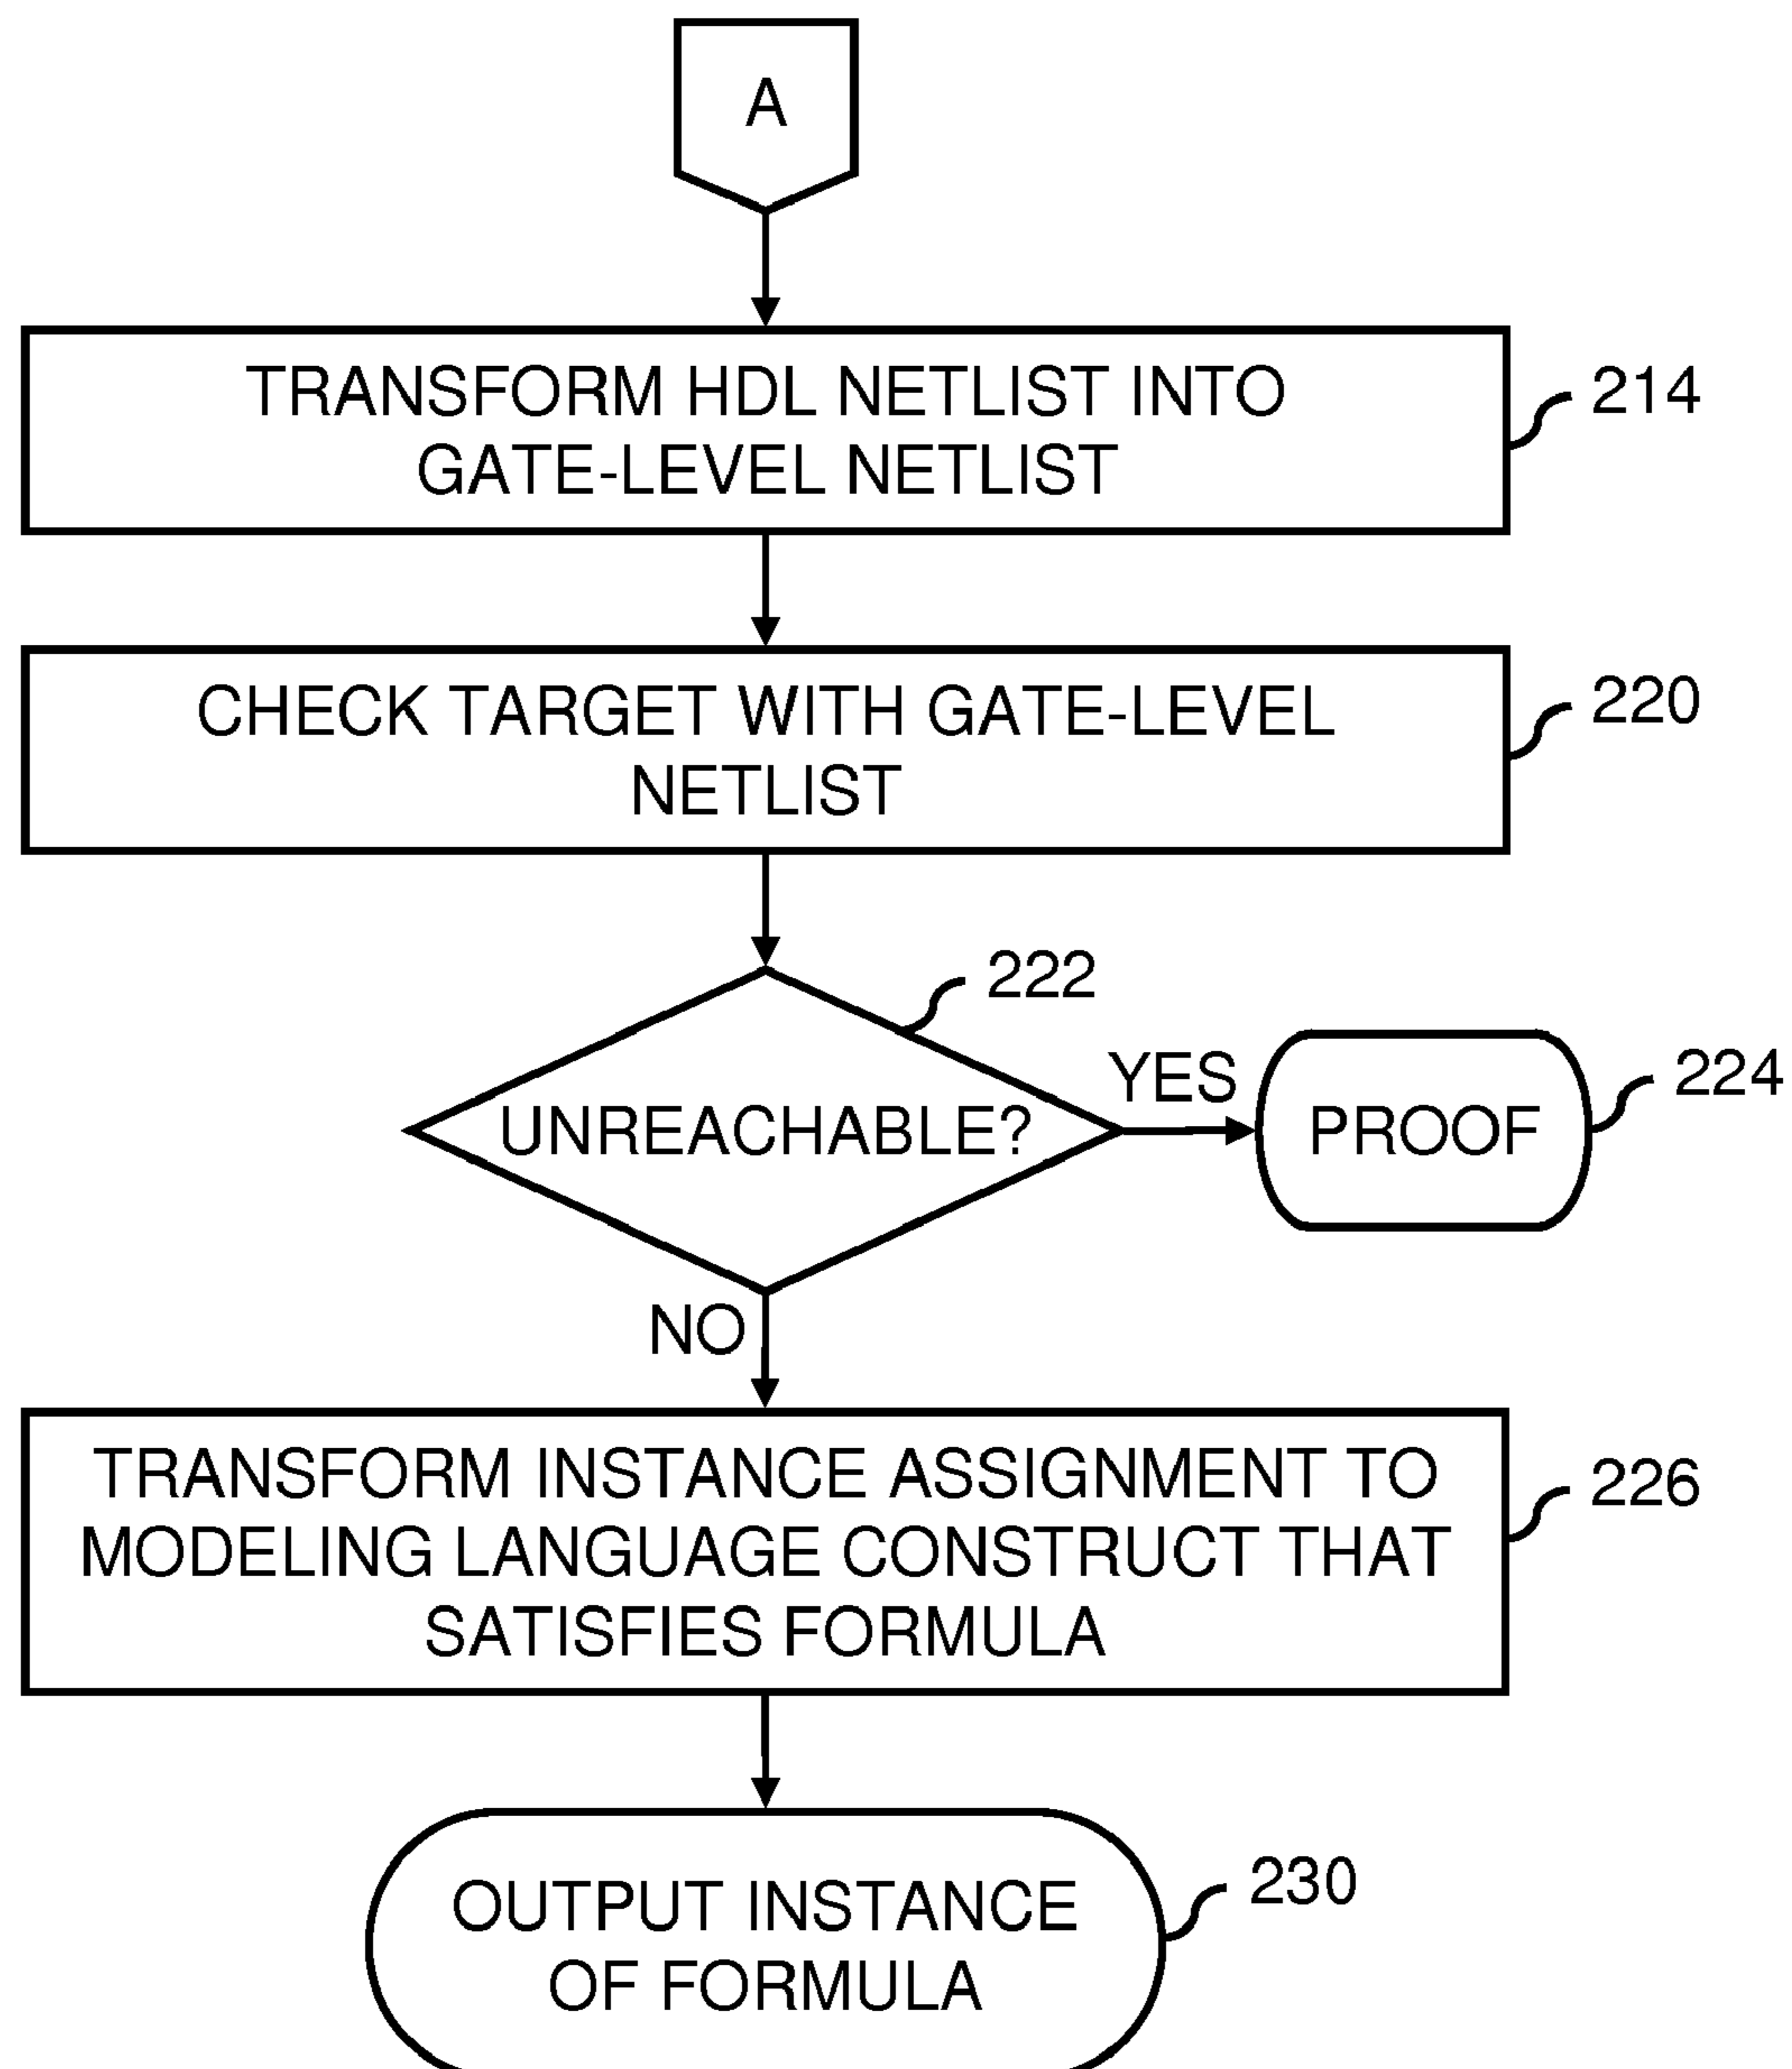 A
TRANSFORM HDL NETLIST INTO
GATE-LEVEL NETLIST
214
CHECK TARGET WITH GATE-LEVEL
NETLIST
220
222
UNREACHABLE?
YES
PROOF
224
NO
TRANSFORM INSTANCE ASSIGNMENT TO
MODELING LANGUAGE CONSTRUCT THAT
SATISFIES FORMULA
226
OUTPUT INSTANCE
OF FORMULA
230